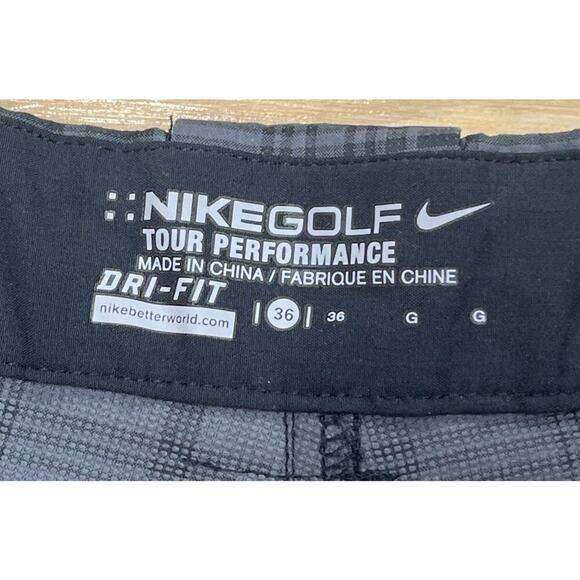 NIKEGOLF
TOUR PERFORMANCE
MADE IN CHINA / FABRIQUE EN CHINE
DRI-FIT
nikebetterworld.com | 36 | 36 G G